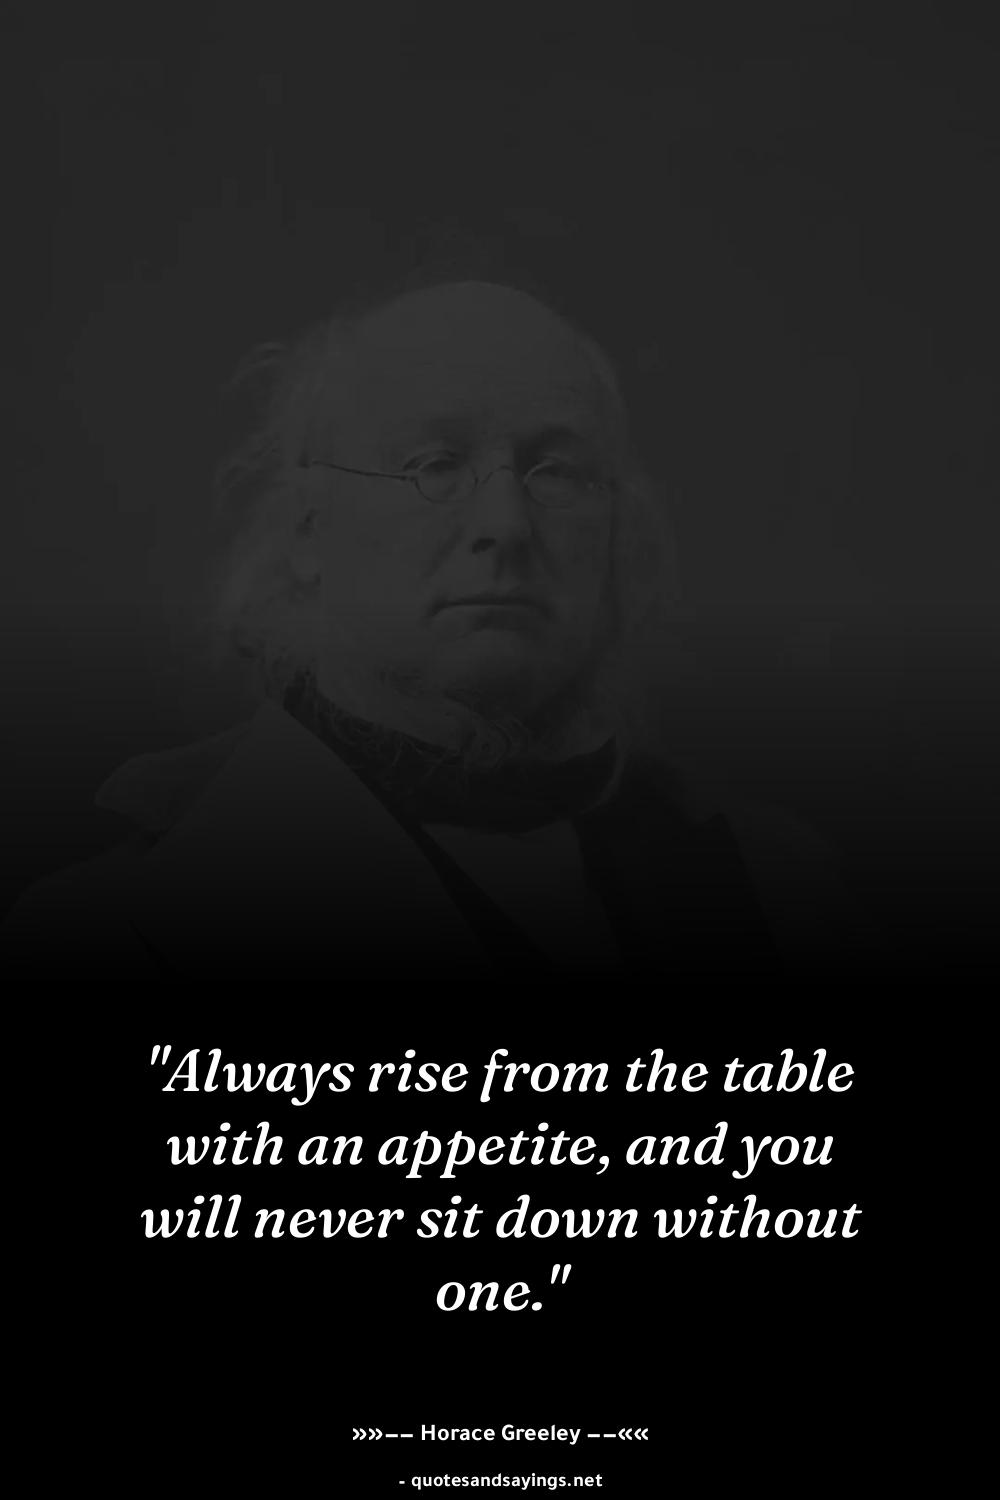 "Always rise from the table
with an appetite, and you
will never sit down without
one."
»»-- Horace Greeley --««
- quotesandsayings.net